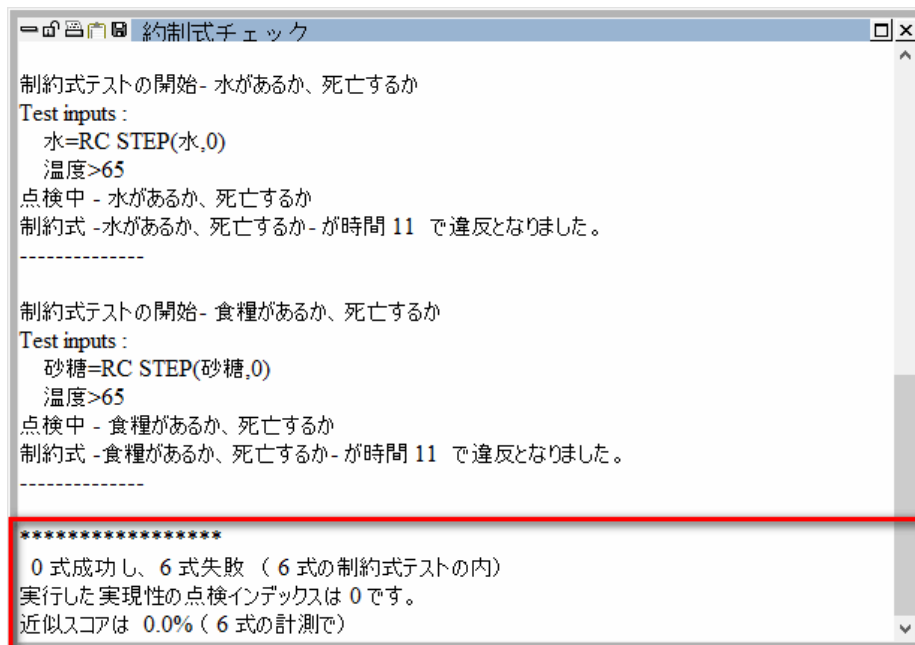 約制式チェック
制約式テストの開始- 水があるか、死亡するか
Test inputs :
水=RC STEP(水,0)
温度>65
点検中 - 水があるか、死亡するか
制約式 -水があるか、死亡するか- が時間 11 で違反となりました。
--------------
制約式テストの開始- 食糧があるか、死亡するか
Test inputs :
砂糖=RC STEP(砂糖,0)
温度>65
点検中 - 食糧があるか、死亡するか
制約式 -食糧があるか、死亡するか- が時間 11 で違反となりました。
--------------
*****************
0 式成功し、6 式失敗 （ 6 式の制約式テストの内）
実行した実現性の点検インデックスは 0 です。
近似スコアは 0.0% ( 6 式の計測で）